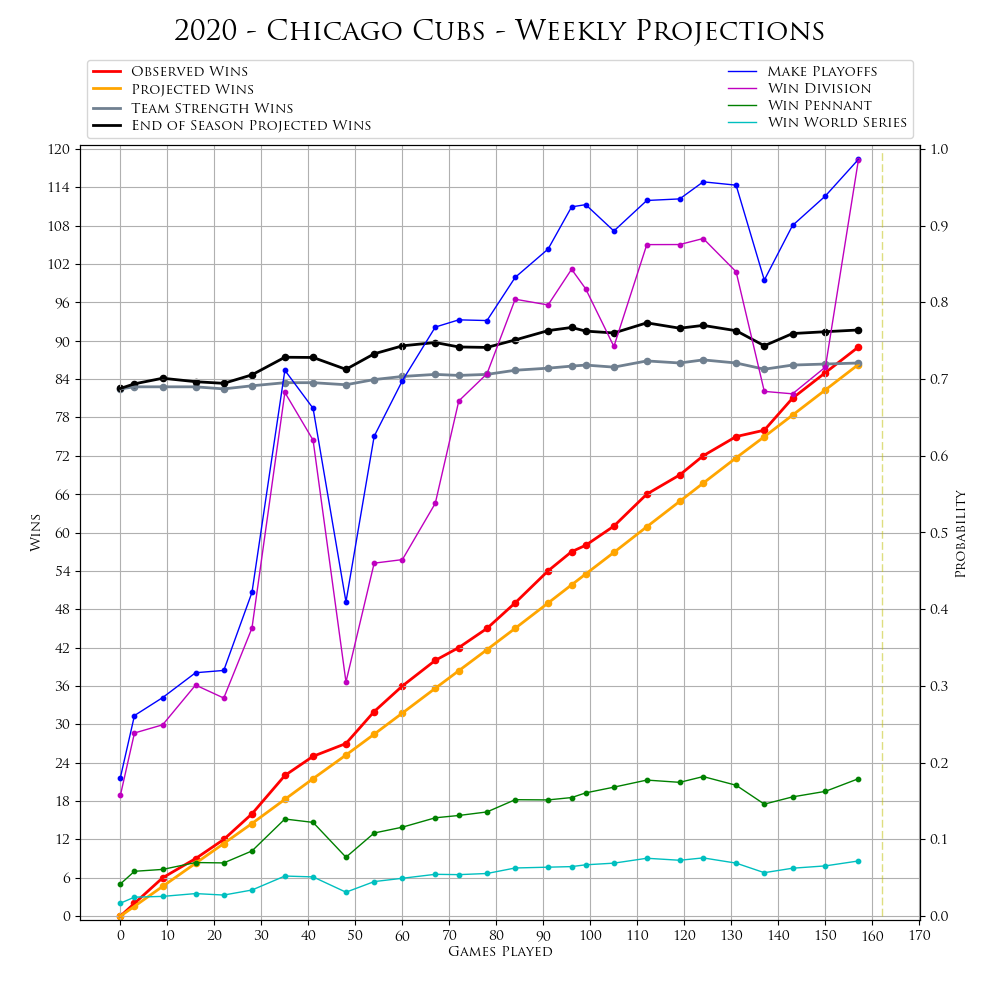 2020 - Chicago Cubs - Weekly Projections
Observed Wins
Projected Wins
Team Strength Wins
End of Season Projected Wins
Make Playoffs
Win Division
Win Pennant
Win World Series
120
114
108
102
96
90
84
78
72
66
60
54
48
42
36
30
24
18
12
6
0
Wins
1.0
0.9
0.8
0.7
0.6
0.5
0.4
0.3
0.2
0.1
0.0
Probability
0 10 20 30 40 50 60 70 80 90 100 110 120 130 140 150 160 170
Games Played